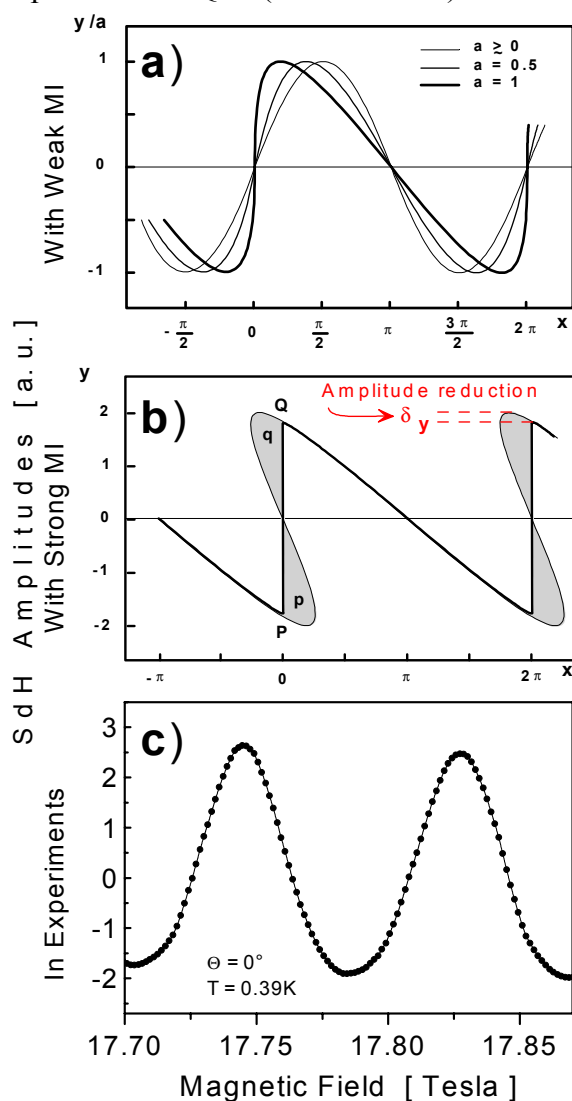 y/a
a)
a ≳ 0
a = 0.5
a = 1
1
0
-1
With Weak MI
- π/2
0
π/2
π
3π/2
2π
x
SdH Amplitudes [a. u.]
y
b)
Q
q
Amplitude reduction
δy
2
1
0
-1
-2
p
P
With Strong MI
-π
0
π
2π
x
c)
3
2
1
0
-1
-2
In Experiments
Θ = 0°
T = 0.39K
17.70
17.75
17.80
17.85
Magnetic Field [ Tesla ]